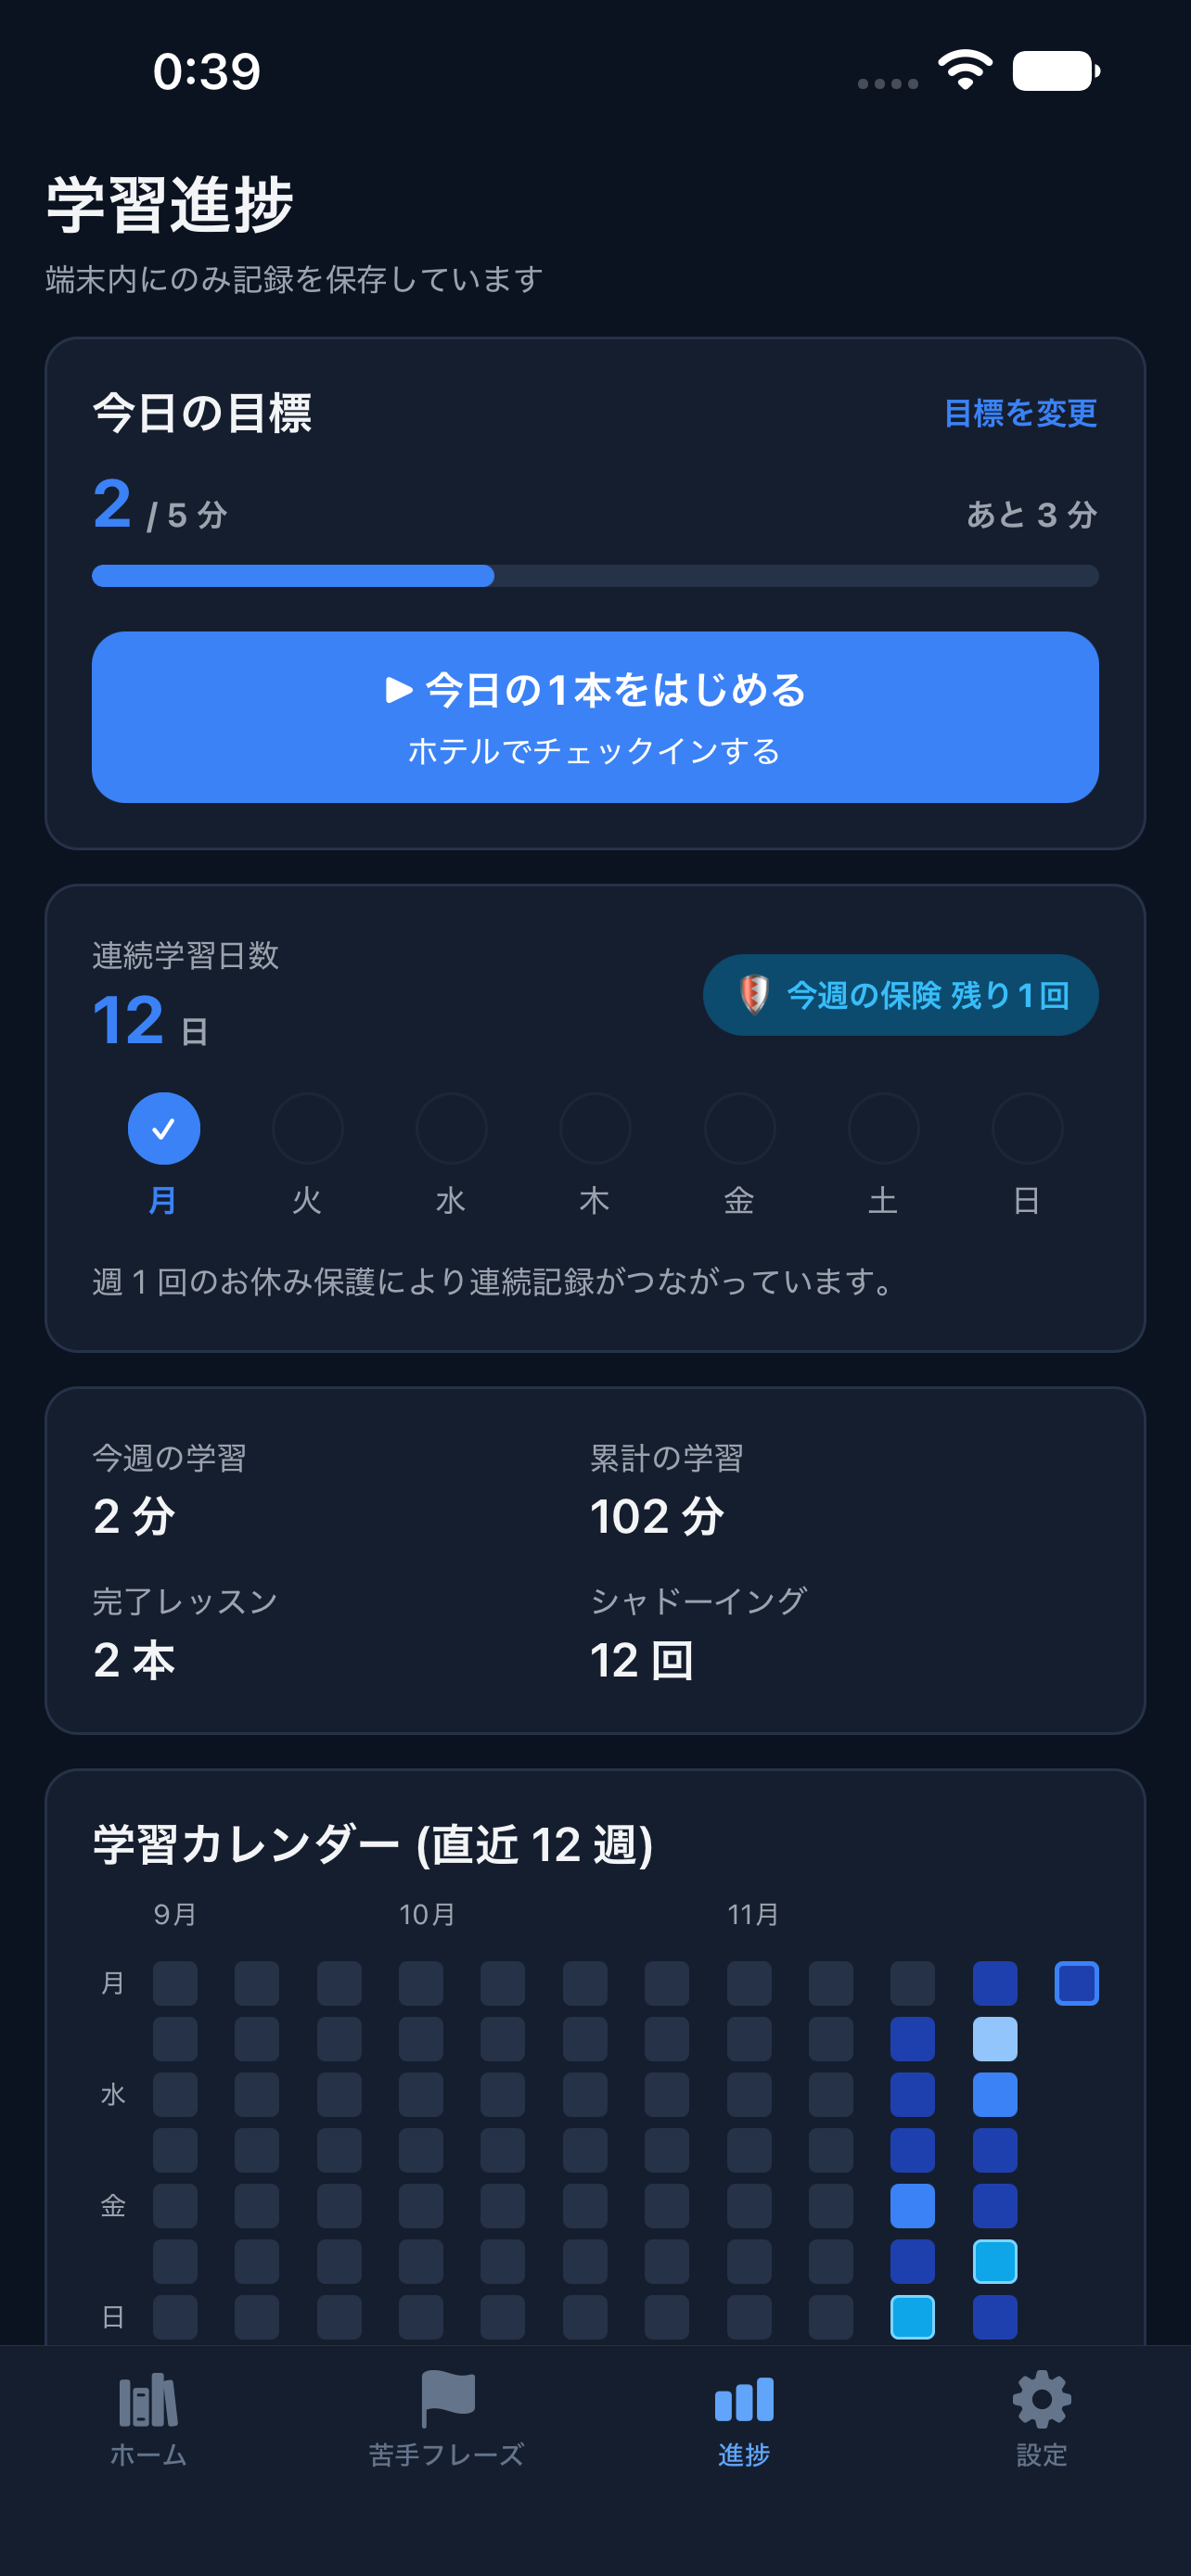 0:39
学習進捗
端末内にのみ記録を保存しています
今日の目標
目標を変更
2 / 5 分
あと 3 分
今日の1本をはじめる
ホテルでチェックインする
連続学習日数
12 日
今週の保険 残り1回
月 火 水 木 金 土 日
週 1 回のお休み保護により連続記録がつながっています。
今週の学習
2 分
累計の学習
102 分
完了レッスン
2 本
シャドーイング
12 回
学習カレンダー (直近 12 週)
9月 10月 11月
月
水
金
日
ホーム
苦手フレーズ
進捗
設定